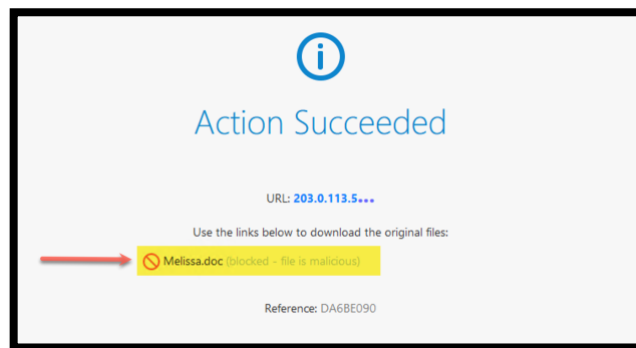 Action Succeeded
URL: 203.0.113.5...
Use the links below to download the original files:
Melissa.doc (blocked - file is malicious)
Reference: DA6BE090